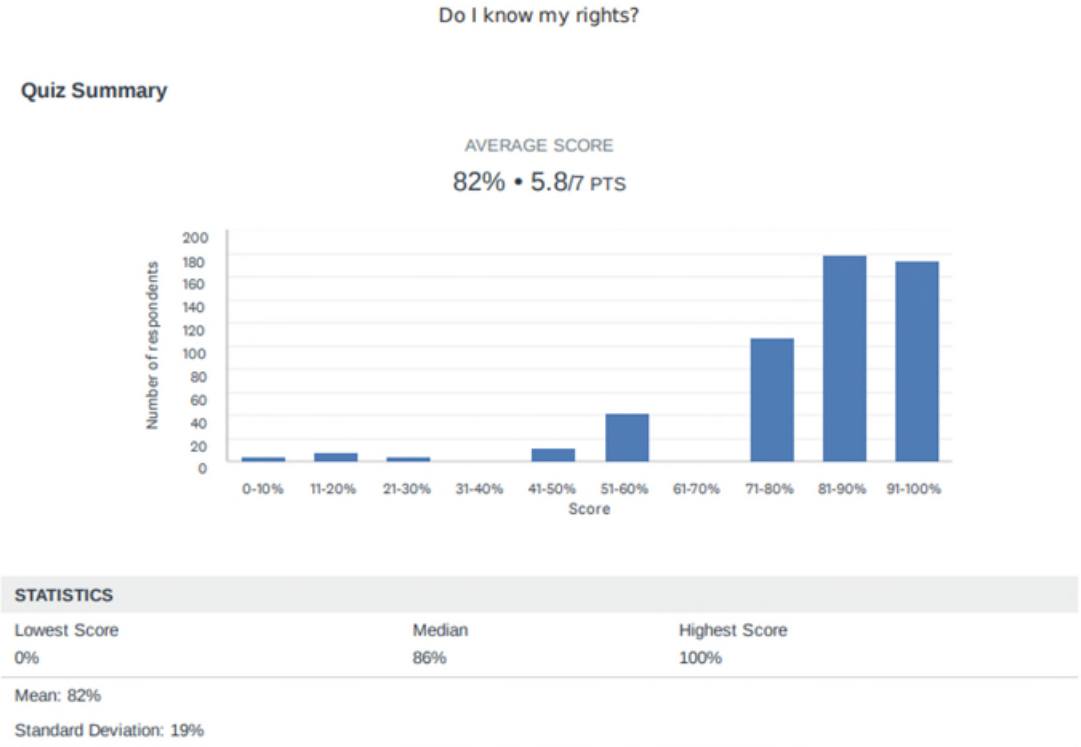 Do I know my rights?
Quiz Summary
AVERAGE SCORE
82% • 5.8/7 PTS
Number of respondents
200
180
160
140
120
100
80
60
40
20
0
0-10% 11-20% 21-30% 31-40% 41-50% 51-60% 61-70% 71-80% 81-90% 91-100%
Score
STATISTICS
Lowest Score Median Highest Score
0% 86% 100%
Mean: 82%
Standard Deviation: 19%